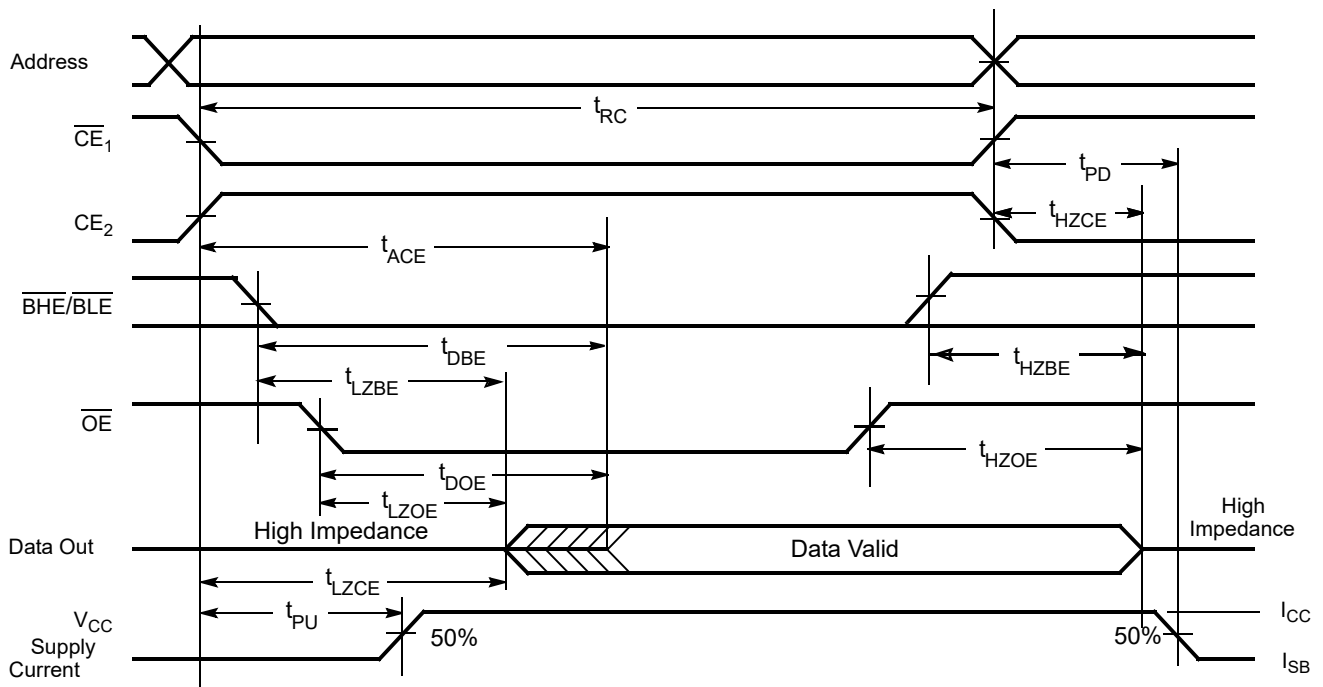 Address
tRC
CE1
tPD
tHZCE
CE2
tACE
BHE/BLE
tDBE
tHZBE
tLZBE
OE
tHZOE
tDOE
tLZOE
High Impedance
High
Impedance
Data Out
Data Valid
tLZCE
VCC
Supply
Current
tPU
50%
50%
ICC
ISB